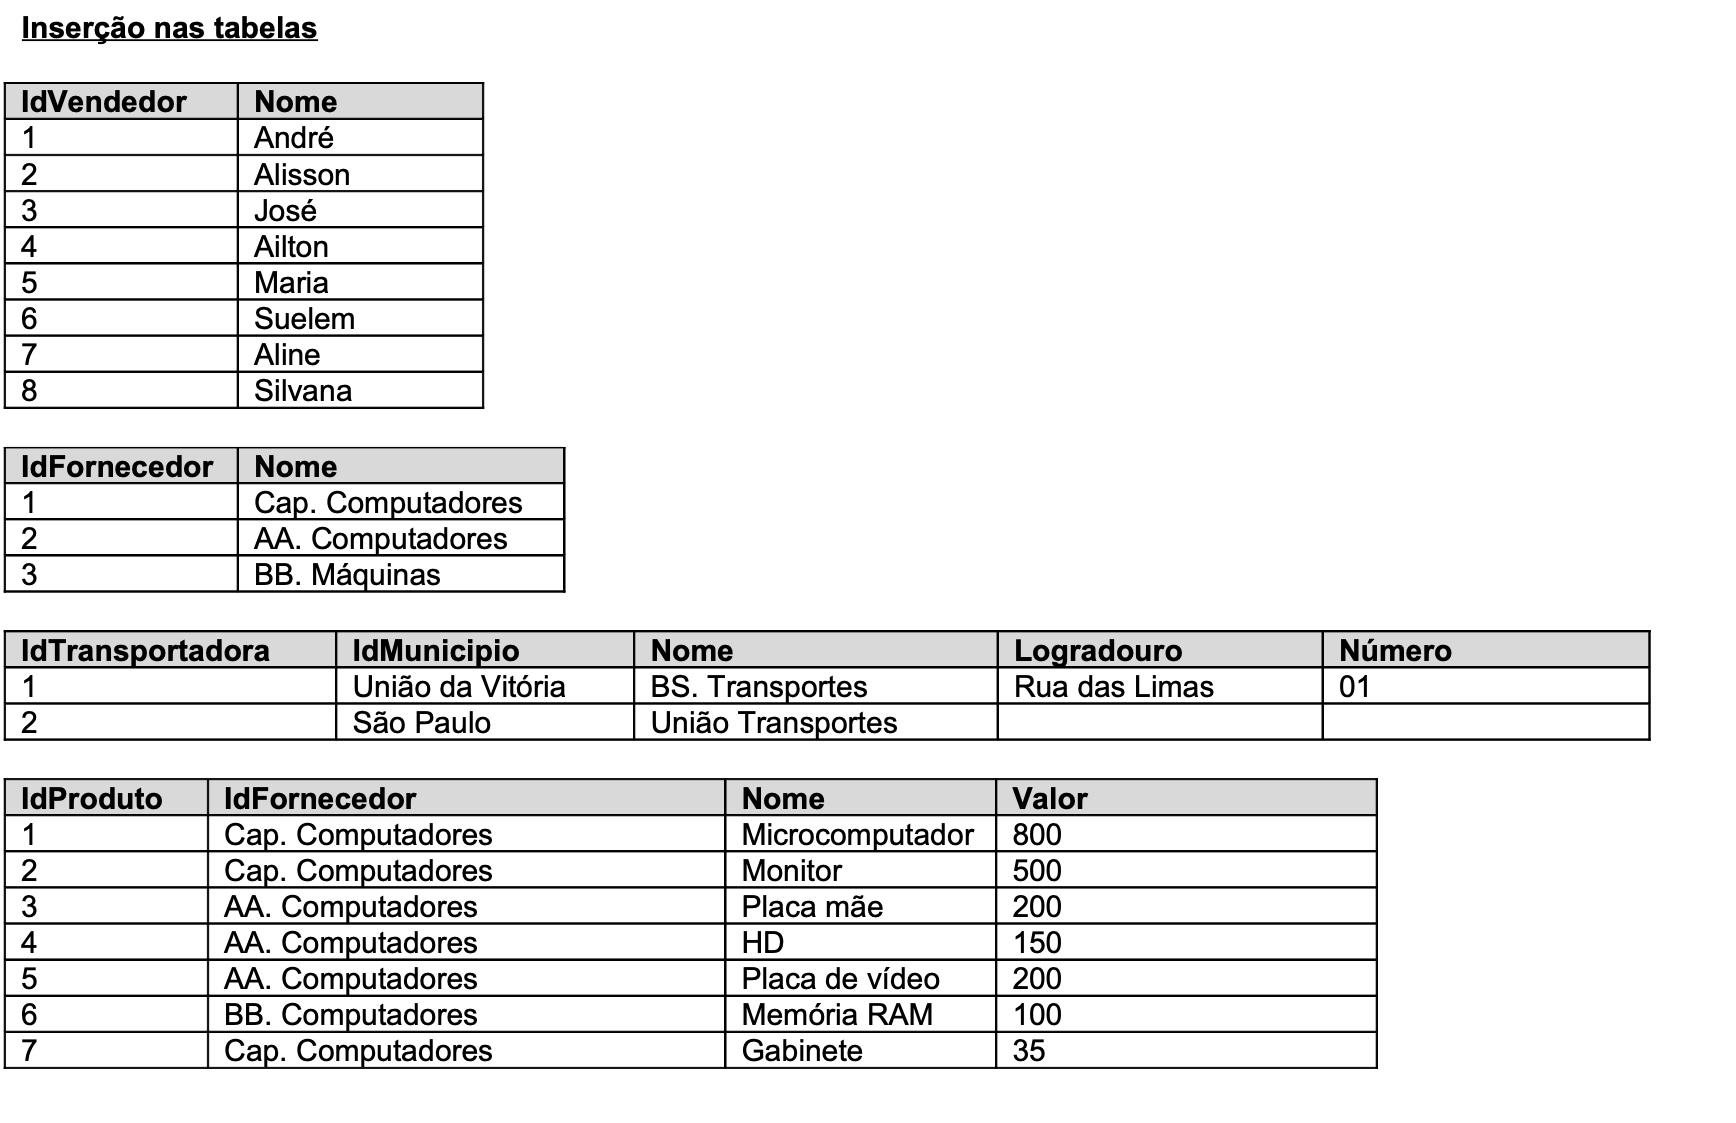 Inserção nas tabelas
IdVendedor Nome
1 André
2 Alisson
3 José
4 Ailton
5 Maria
6 Suelem
7 Aline
8 Silvana
IdFornecedor Nome
1 Cap. Computadores
2 AA. Computadores
3 BB. Máquinas
IdTransportadora IdMunicipio Nome Logradouro Número
1 União da Vitória BS. Transportes Rua das Limas 01
2 São Paulo União Transportes
IdProduto IdFornecedor Nome Valor
1 Cap. Computadores Microcomputador 800
2 Cap. Computadores Monitor 500
3 AA. Computadores Placa mãe 200
4 AA. Computadores HD 150
5 AA. Computadores Placa de vídeo 200
6 BB. Computadores Memória RAM 100
7 Cap. Computadores Gabinete 35